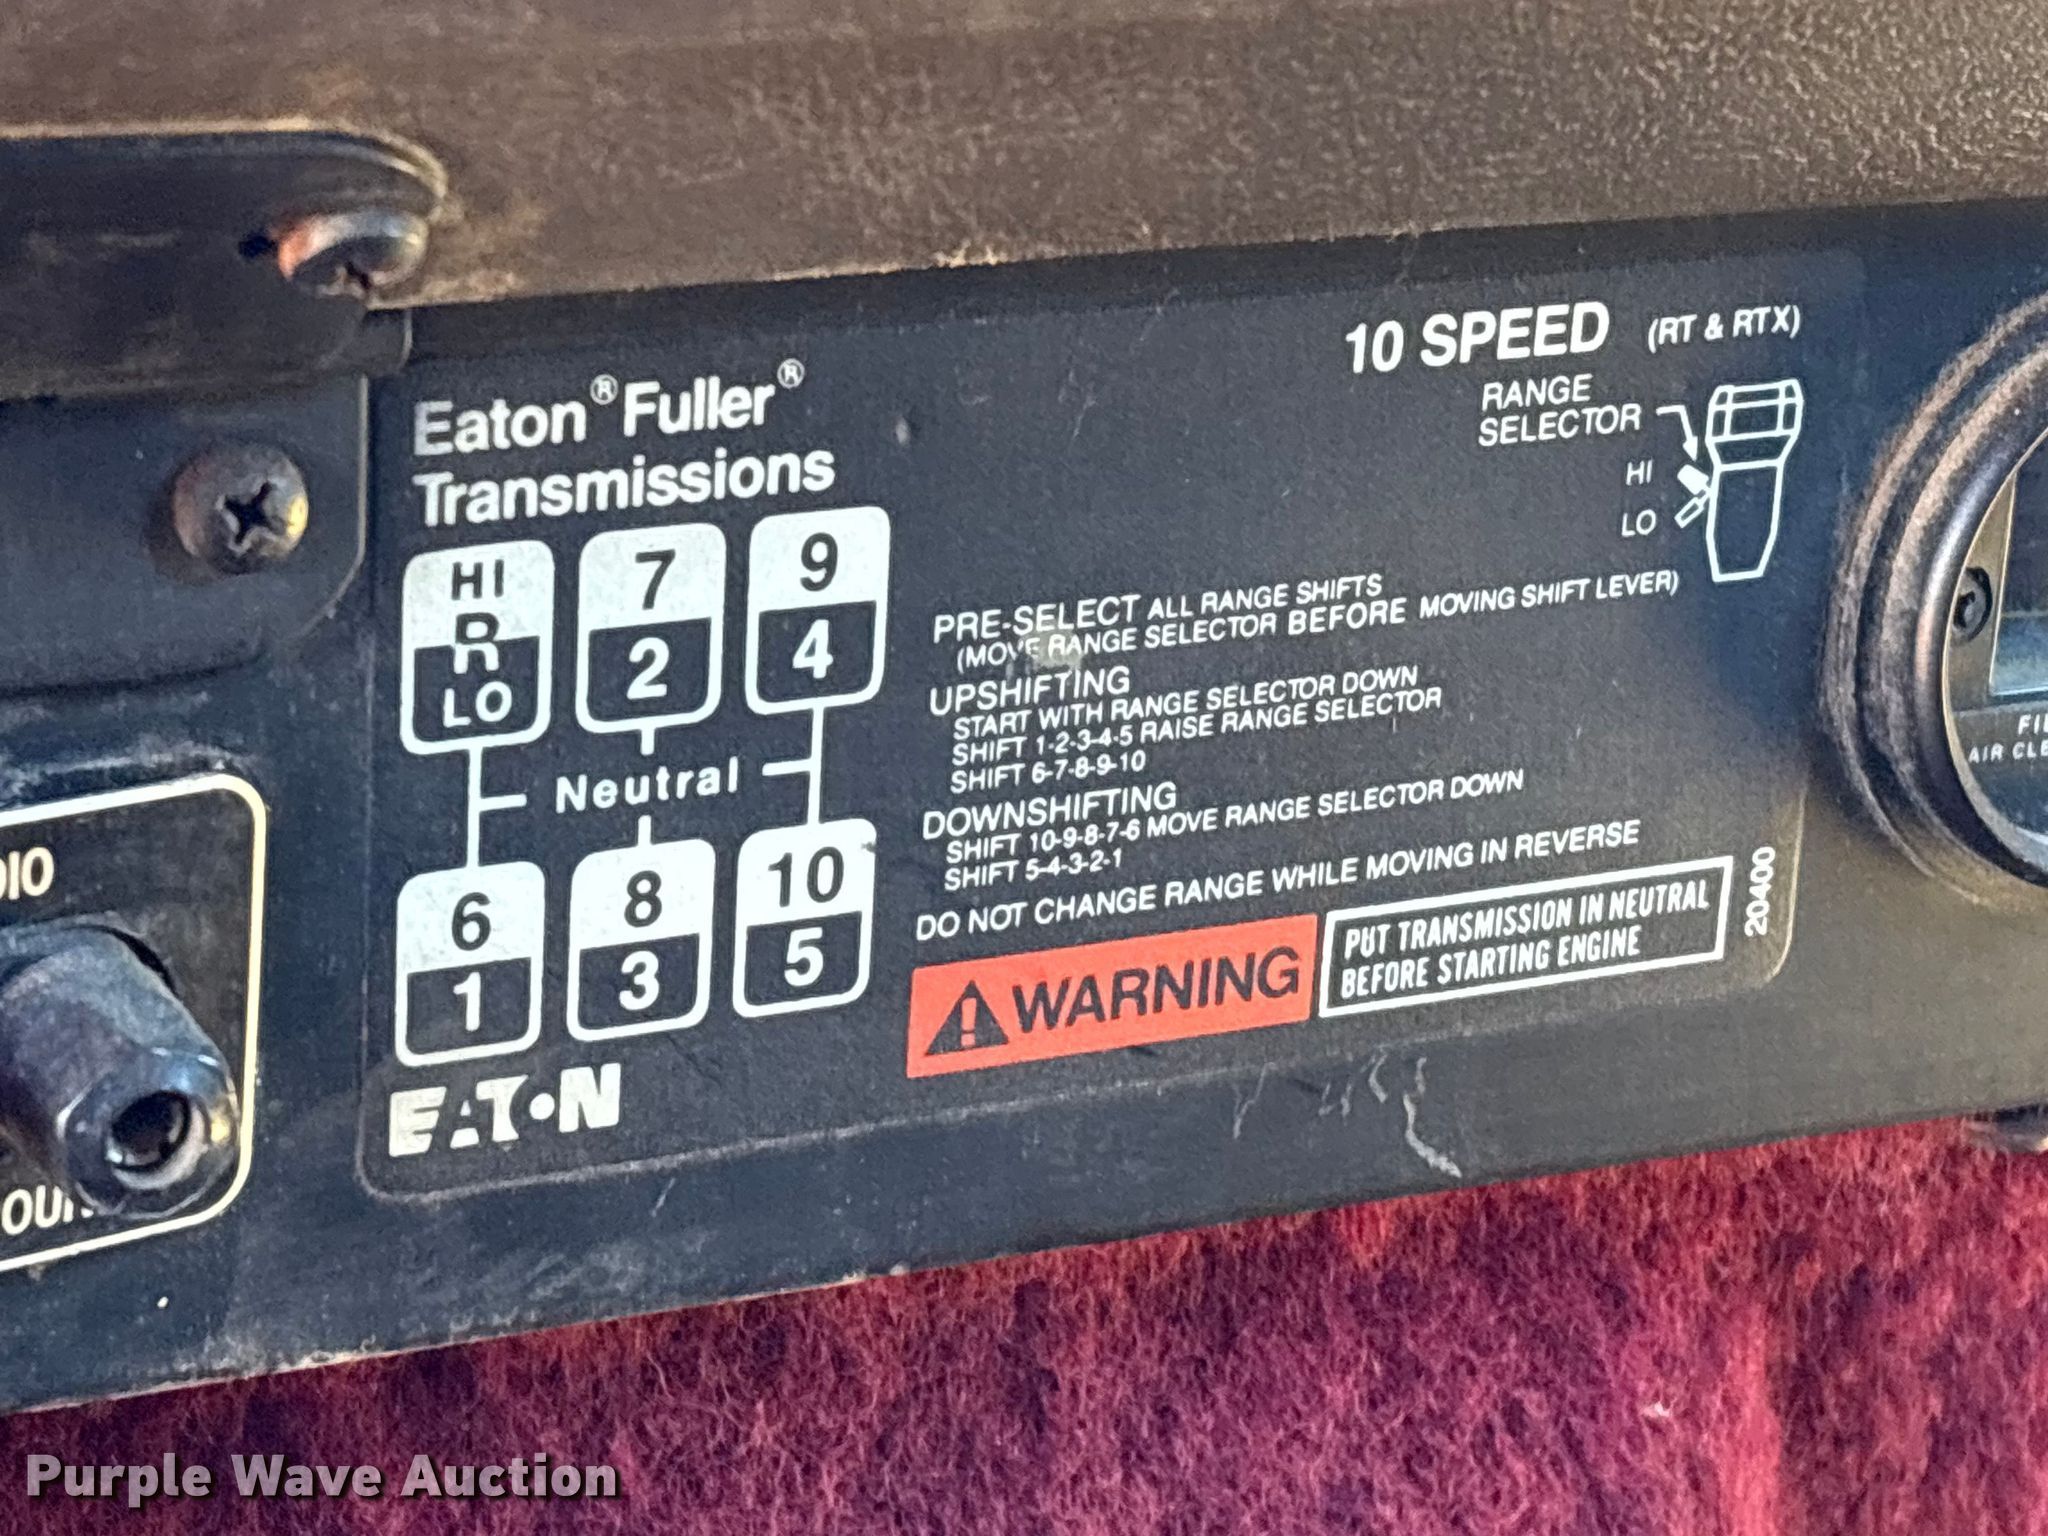 Eaton® Fuller®
Transmissions
10 SPEED (RT & RTX)
RANGE
SELECTOR
HI
LO
HI
R
LO
7
2
9
4
Neutral
6
1
8
3
10
5
EATON
PRE-SELECT ALL RANGE SHIFTS
(MOVE RANGE SELECTOR BEFORE MOVING SHIFT LEVER)
UPSHIFTING
START WITH RANGE SELECTOR DOWN
SHIFT 1-2-3-4-5 RAISE RANGE SELECTOR
SHIFT 6-7-8-9-10
DOWNSHIFTING
SHIFT 10-9-8-7-6 MOVE RANGE SELECTOR DOWN
SHIFT 5-4-3-2-1
DO NOT CHANGE RANGE WHILE MOVING IN REVERSE
WARNING
PUT TRANSMISSION IN NEUTRAL
BEFORE STARTING ENGINE
20400
AIR
Purple Wave Auction